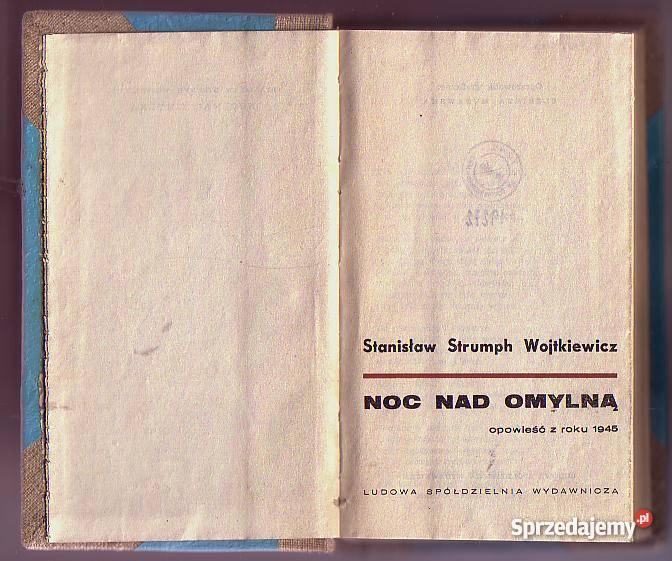 Stanisław Strumph Wojtkiewicz
NOC NAD OMYLNĄ
opowieść z roku 1945
LUDOWA SPÓŁDZIELNIA WYDAWNICZA
Sprzedajemy.pl